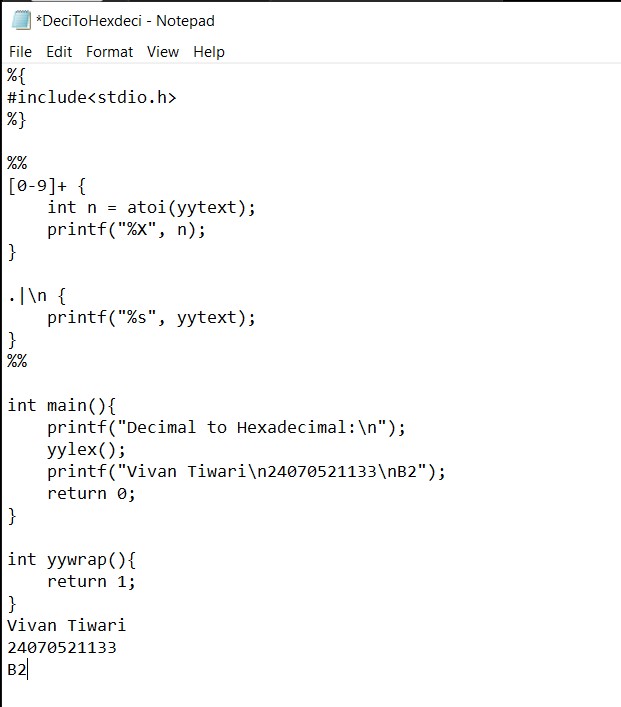 *DeciToHexdeci - Notepad
File Edit Format View Help
%{
#include<stdio.h>
%}

%%
[0-9]+ {
    int n = atoi(yytext);
    printf("%X", n);
}

.|\n {
    printf("%s", yytext);
}
%%

int main(){
    printf("Decimal to Hexadecimal:\n");
    yylex();
    printf("Vivan Tiwari\n24070521133\nB2");
    return 0;
}

int yywrap(){
    return 1;
}
Vivan Tiwari
24070521133
B2